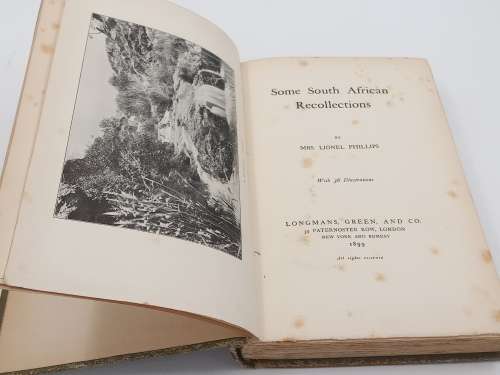 Some South African
Recollections
BY
MRS. LIONEL PHILLIPS
With 38 Illustrations
LONGMANS, GREEN, AND CO.
39 PATERNOSTER ROW, LONDON
NEW YORK AND BOMBAY
1899
All rights reserved